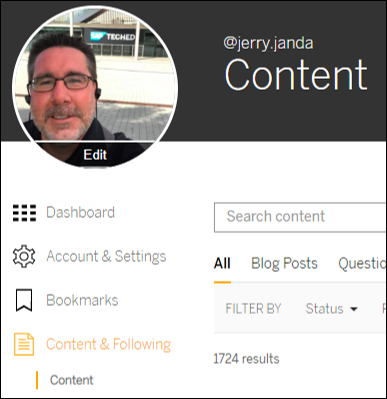 SAP TECHED
Edit
@jerry.janda
Content
Dashboard
Account & Settings
Bookmarks
Content & Following
Content
Search content
All Blog Posts Questio
FILTER BY Status
1724 results